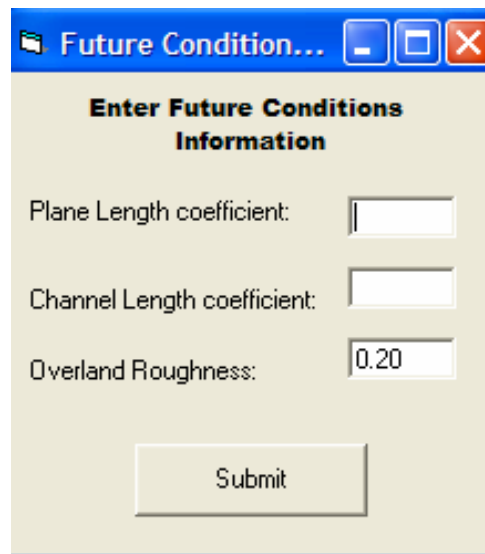 Future Condition...
Enter Future Conditions
Information
Plane Length coefficient:
Channel Length coefficient:
Overland Roughness: 0.20
Submit